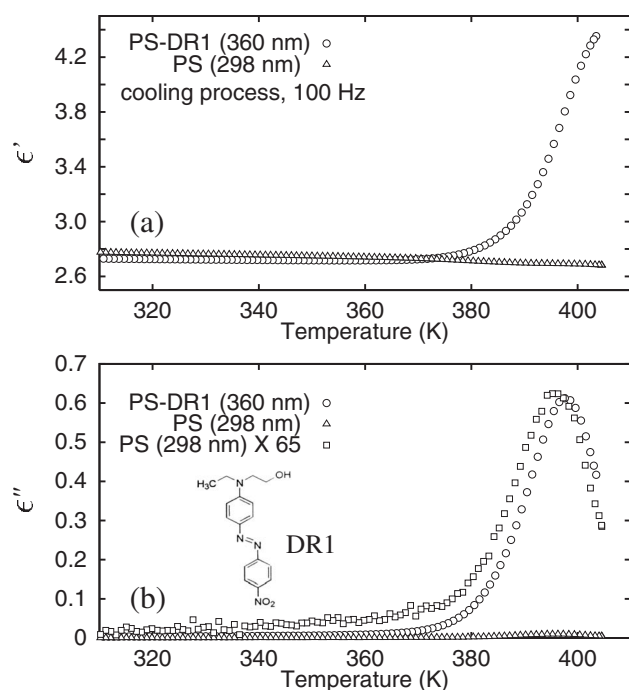 4.2
3.8
3.4
3
2.6
ϵ'
PS-DR1 (360 nm)
PS (298 nm)
cooling process, 100 Hz
(a)
320 340 360 380 400
Temperature (K)
0.7
0.6
0.5
0.4
0.3
0.2
0.1
0
ϵ''
PS-DR1 (360 nm)
PS (298 nm)
PS (298 nm) X 65
OH
H₃C
N
N=N
NO₂
DR1
(b)
320 340 360 380 400
Temperature (K)